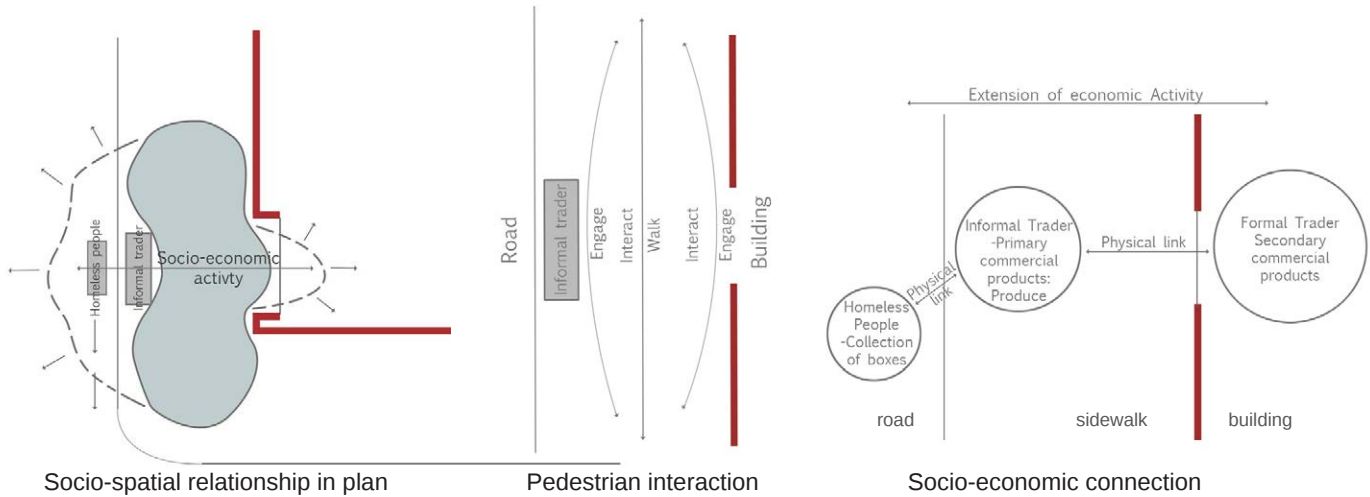 Homeless people
Informal trader
Socio-economic
activty
Socio-spatial relationship in plan
Road
Informal trader
Engage
Interact
Walk
Interact
Engage
Building
Pedestrian interaction
Extension of economic Activity
Homeless
People
-Collection
of boxes
Physical
link
Informal Trader
-Primary
commercial
products:
Produce
Physical link
Formal Trader
Secondary
commercial
products
road
sidewalk
building
Socio-economic connection